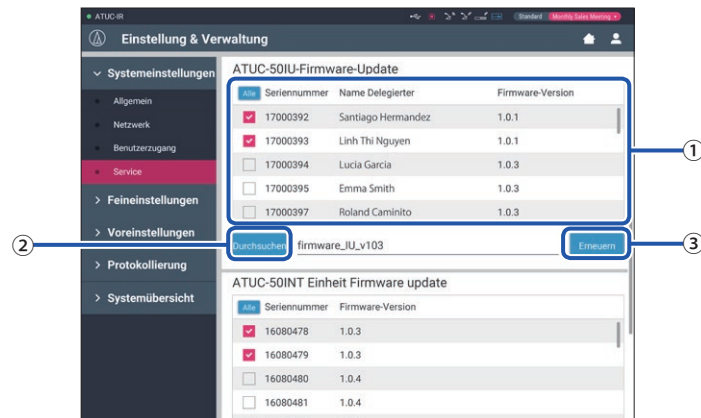 ATUC-IR
Standard
Monthly Sales Meering
Einstellung & Verwaltung
Systemeinstellungen
Allgemein
Netzwerk
Benutzerzugang
Service
Feineinstellungen
Voreinstellungen
Protokollierung
Systemübersicht
ATUC-50IU-Firmware-Update
Alle Seriennummer Name Delegierter Firmware-Version
17000392 Santiago Hermandez 1.0.1
17000393 Linh Thi Nguyen 1.0.1
17000394 Lucia Garcia 1.0.3
17000395 Emma Smith 1.0.3
17000397 Roland Caminito 1.0.3
①
②
Durchsuchen firmware_IU_v103 Erneuern
③
ATUC-50INT Einheit Firmware update
Alle Seriennummer Firmware-Version
16080478 1.0.3
16080479 1.0.3
16080480 1.0.4
16080481 1.0.4